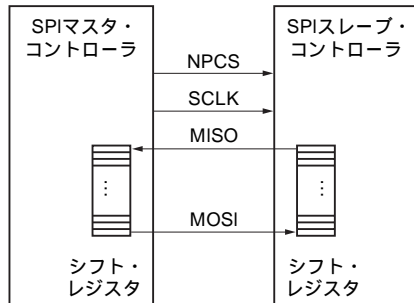 SPIマスタ・
コントローラ
SPIスレーブ・
コントローラ
NPCS
SCLK
MISO
MOSI
シフト・
レジスタ
シフト・
レジスタ